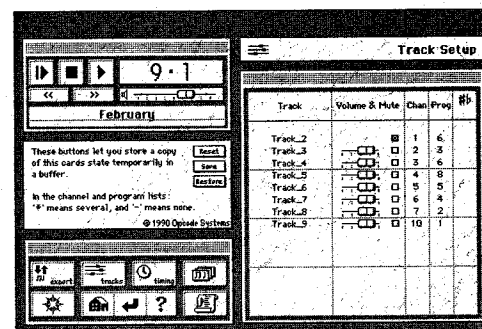 9·1
<<
>>
February
These buttons let you store a copy
of this cards state temporarily in
a buffer.
Reset
Save
Restore
In the channel and program lists:
"*" means several, and "-" means none.
© 1990 Opcode Systems
export
tracks
timing
?
Track Setup
Track Volume & Mute Chan Prog #b
Track_2 1 6
Track_3 2 3
Track_4 3 6
Track_5 4 8
Track_6 5 5
Track_7 6 4
Track_8 7 2
Track_9 10 1